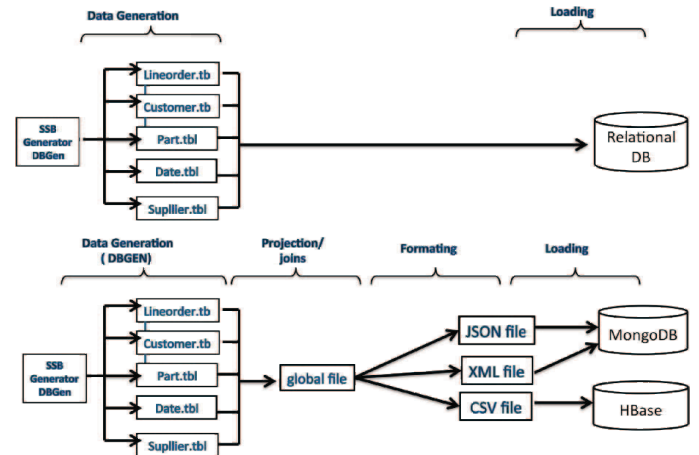 Data Generation
Loading
Lineorder.tb
Customer.tb
SSB
Generator
DBGen
Part.tbl
Date.tbl
Supllier.tbl
Relational
DB
Data Generation
( DBGEN)
Projection/
joins
Formating
Loading
Lineorder.tb
Customer.tb
SSB
Generator
DBGen
Part.tbl
Date.tbl
Supllier.tbl
global file
JSON file
XML file
CSV file
MongoDB
HBase